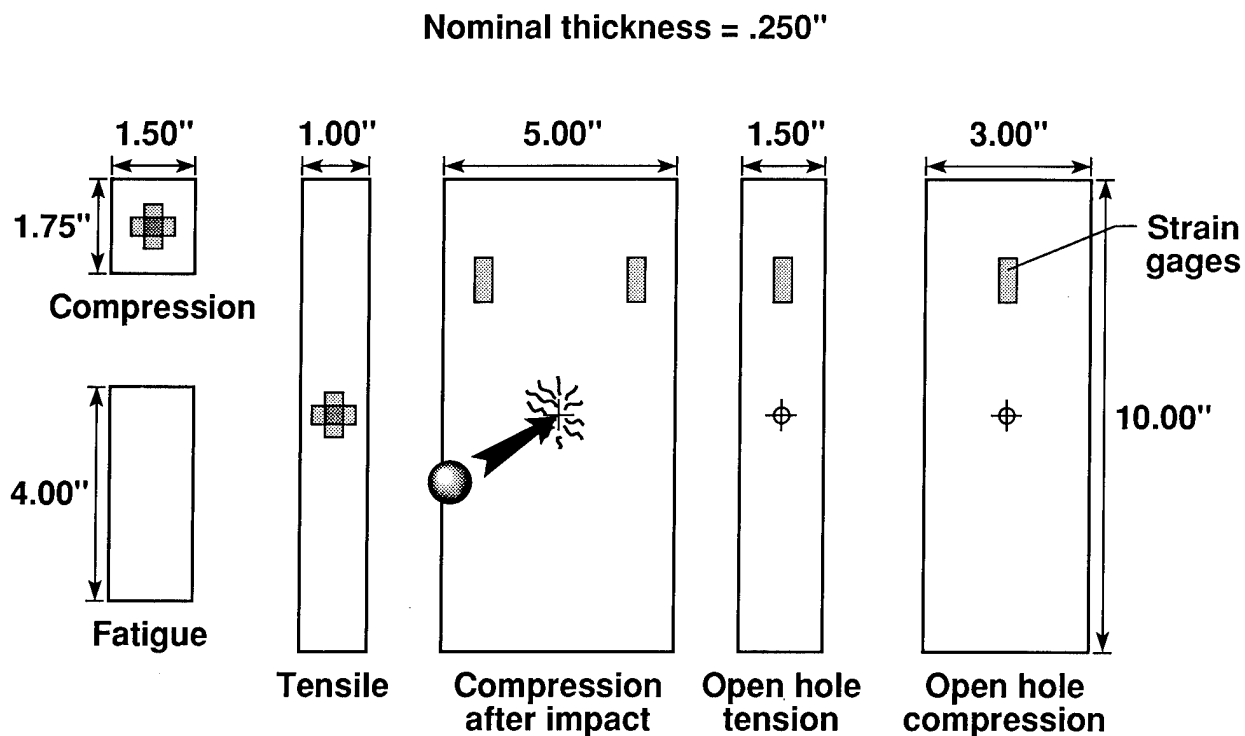 Nominal thickness = .250"
1.50"
1.00"
5.00"
1.50"
3.00"
1.75"
Strain
gages
Compression
10.00"
4.00"
Fatigue
Tensile
Compression
after impact
Open hole
tension
Open hole
compression